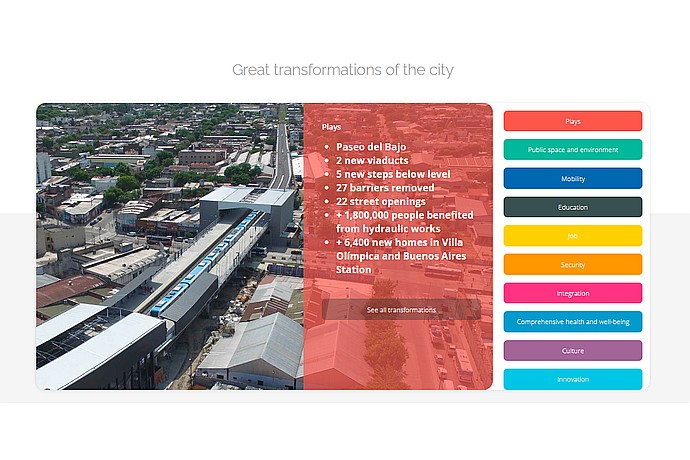 Great transformations of the city
Plays
Paseo del Bajo
2 new viaducts
5 new steps below level
27 barriers removed
22 street openings
+ 1,800,000 people benefited
from hydraulic works
+ 6,400 new homes in Villa
Olímpica and Buenos Aires
Station
See all transformations
Plays
Public space and environment
Mobility
Education
Job
Security
Integration
Comprehensive health and well-being
Culture
Innovation